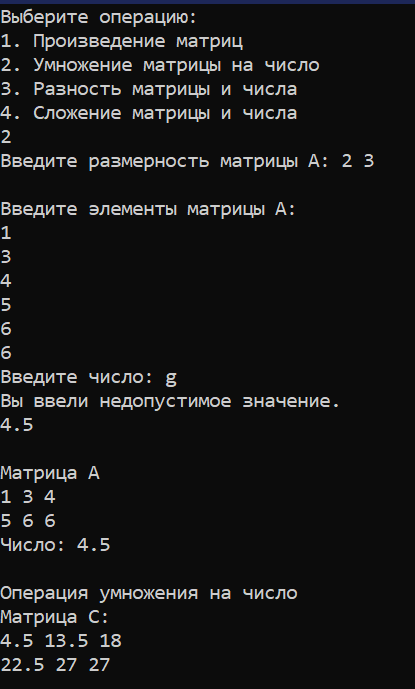 Выберите операцию:
1. Произведение матриц
2. Умножение матрицы на число
3. Разность матрицы и числа
4. Сложение матрицы и числа
2
Введите размерность матрицы А: 2 3
Введите элементы матрицы А:
1
3
4
5
6
6
Введите число: g
Вы ввели недопустимое значение.
4.5
Матрица А
1 3 4
5 6 6
Число: 4.5
Операция умножения на число
Матрица С:
4.5 13.5 18
22.5 27 27